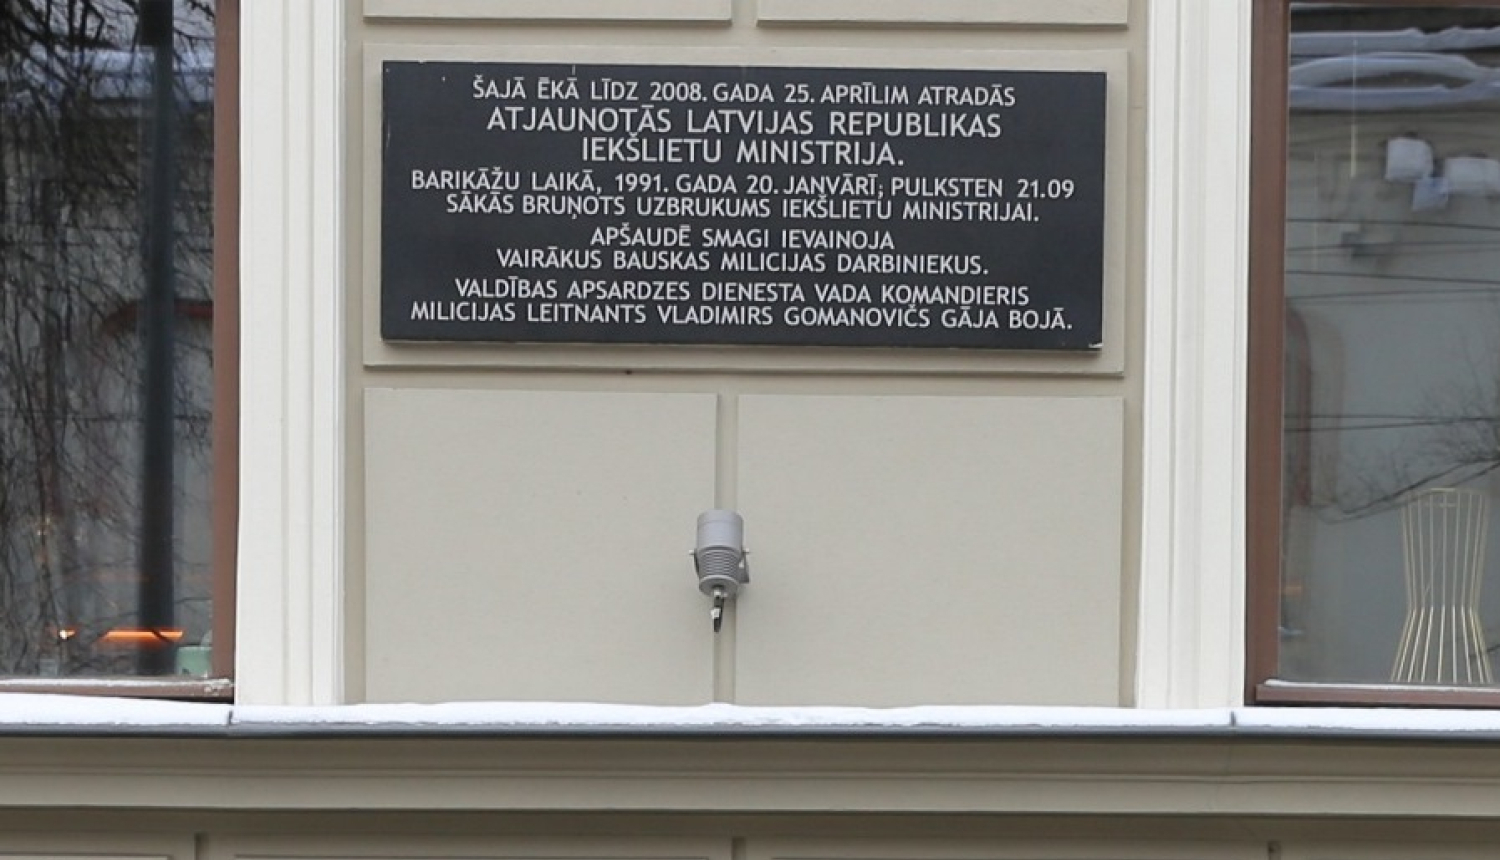 ŠAJĀ ĒKĀ LĪDZ 2008. GADA 25. APRĪLIM ATRADĀS
ATJAUNOTĀS LATVIJAS REPUBLIKAS
IEKŠLIETU MINISTRIJA.
BARIKĀŽU LAIKĀ, 1991. GADA 20. JANVĀRĪ, PULKSTEN 21.09
SĀKĀS BRUŅOTS UZBRUKUMS IEKŠLIETU MINISTRIJAI.
APŠAUDĒ SMAGI IEVAINOJA
VAIRĀKUS BAUSKAS MILICIJAS DARBINIEKUS.
VALDĪBAS APSARDZES DIENESTA VADA KOMANDIERIS
MILICIJAS LEITNANTS VLADIMIRS GOMANOVIČS GĀJA BOJĀ.